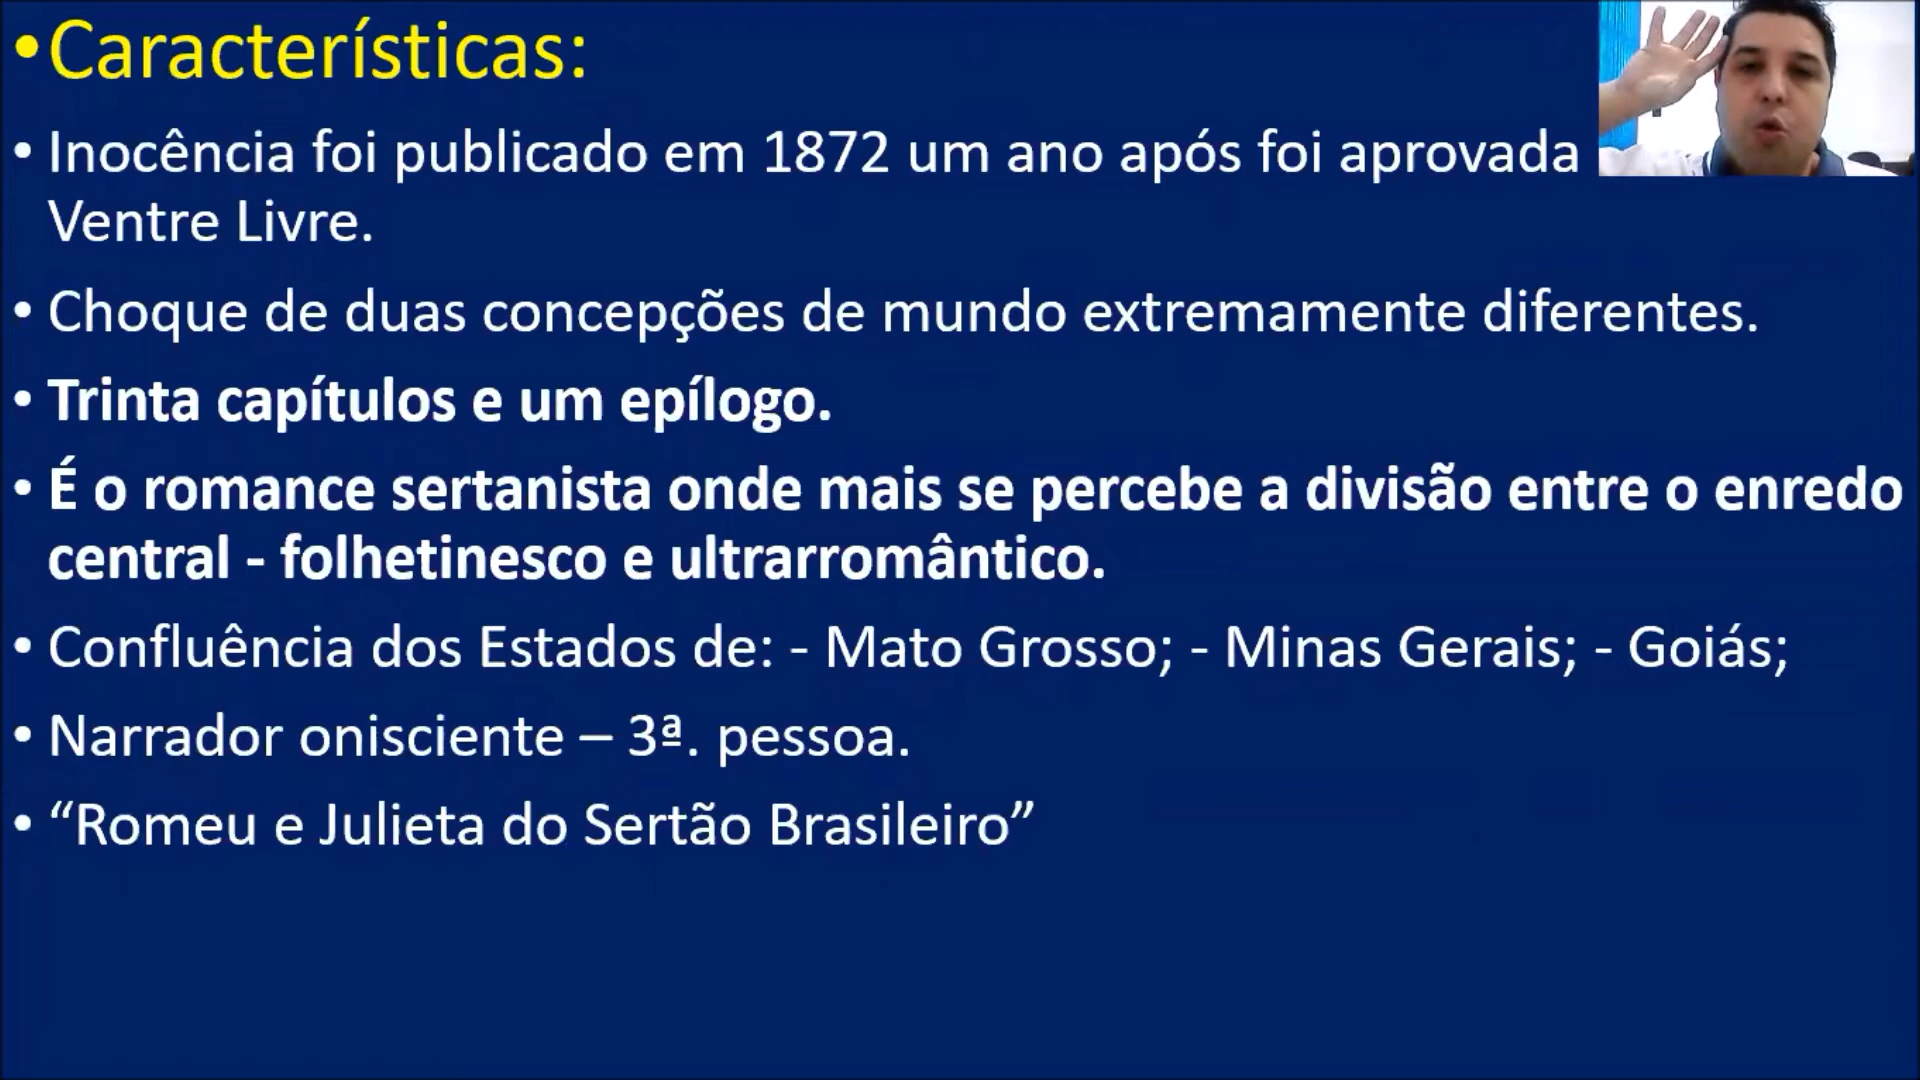 •Características:
• Inocência foi publicado em 1872 um ano após foi aprovada
Ventre Livre.
• Choque de duas concepções de mundo extremamente diferentes.
• Trinta capítulos e um epílogo.
• É o romance sertanista onde mais se percebe a divisão entre o enredo
central - folhetinesco e ultrarromântico.
• Confluência dos Estados de: - Mato Grosso; - Minas Gerais; - Goiás;
• Narrador onisciente – 3ª. pessoa.
• “Romeu e Julieta do Sertão Brasileiro”